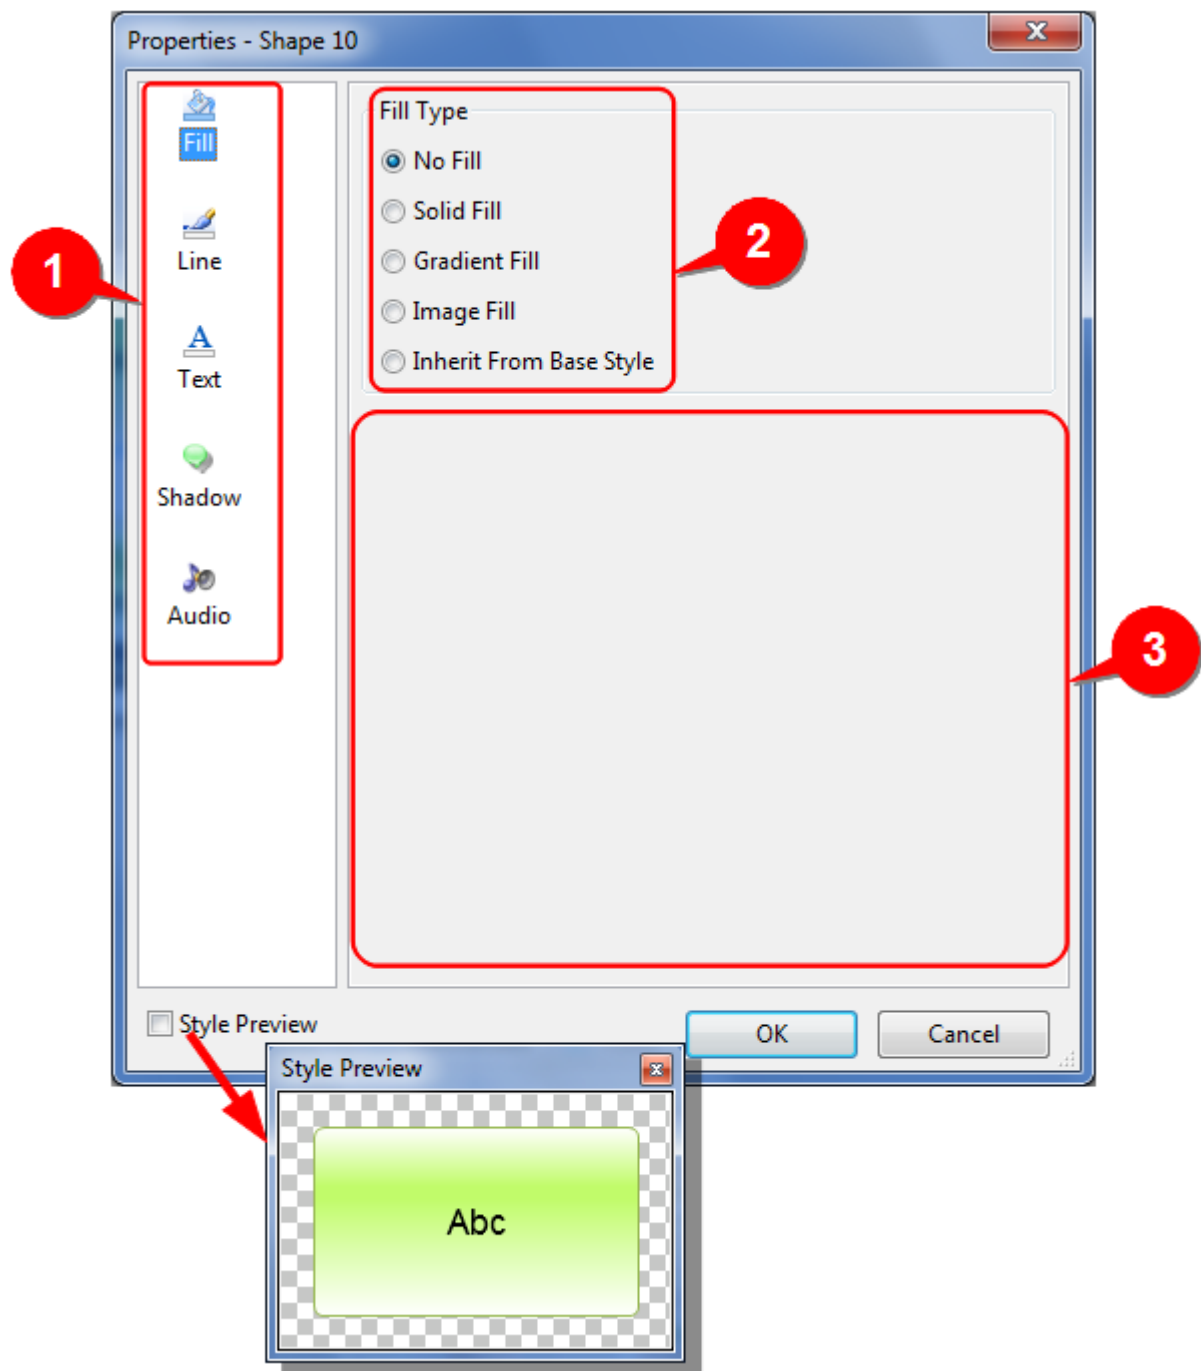 Properties - Shape 10
x
Fill
Line
Text
Shadow
Audio
1
Fill Type
No Fill
Solid Fill
Gradient Fill
Image Fill
Inherit From Base Style
2
3
Style Preview
OK
Cancel
Style Preview
x
Abc